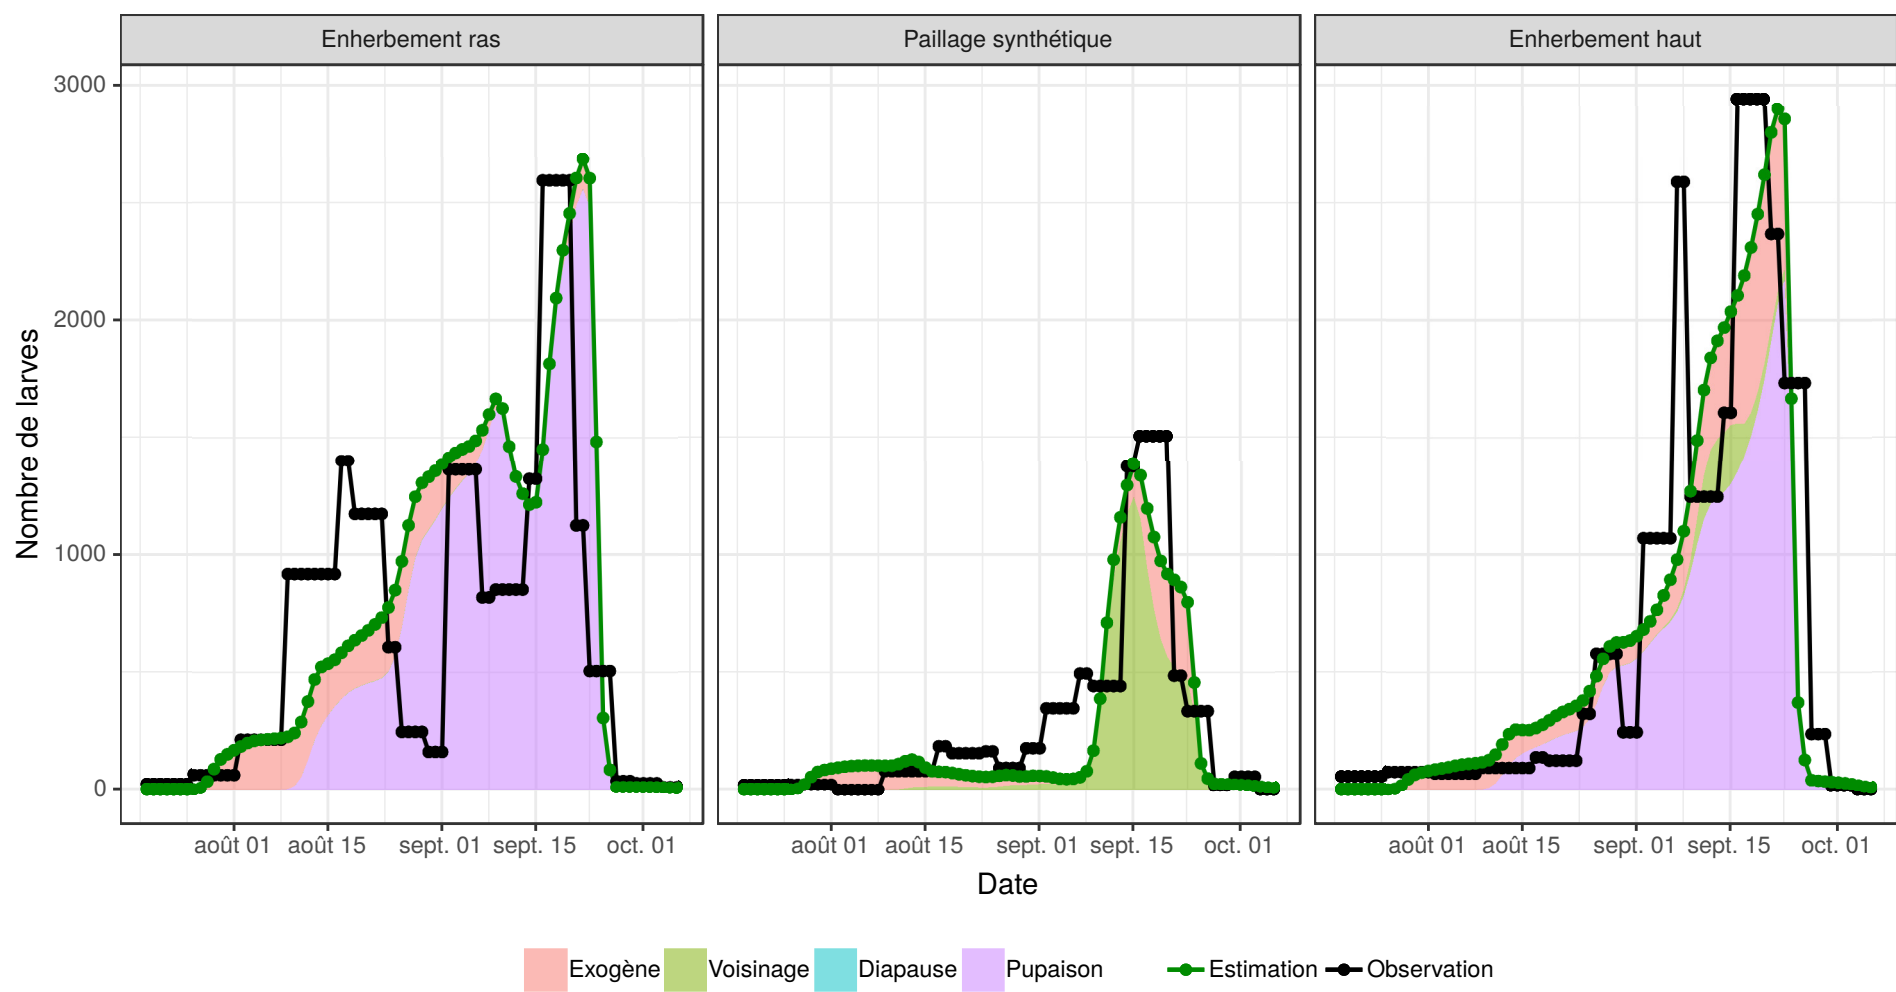 Enherbement ras
Paillage synthétique
Enherbement haut
Nombre de larves
3000
2000
1000
0
août 01 août 15 sept. 01 sept. 15 oct. 01
août 01 août 15 sept. 01 sept. 15 oct. 01
août 01 août 15 sept. 01 sept. 15 oct. 01
Date
Exogène Voisinage Diapause Pupaison Estimation Observation